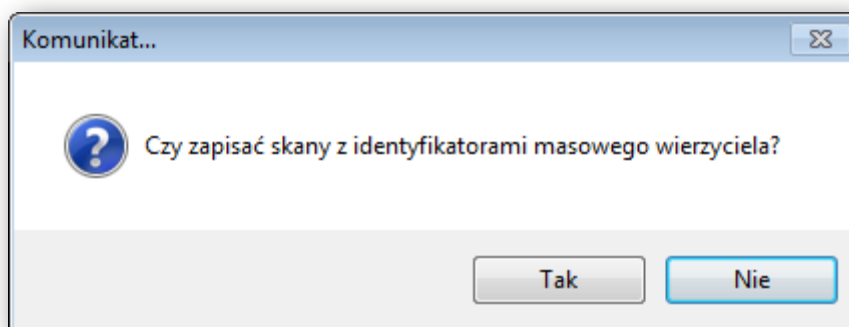 Komunikat...
Czy zapisać skany z identyfikatorami masowego wierzyciela?
Tak Nie